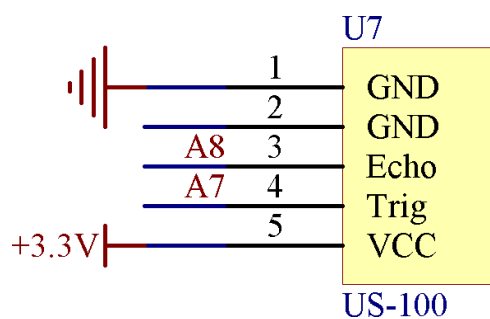 U7
1 GND
2 GND
A8 3 Echo
A7 4 Trig
+3.3V 5 VCC
US-100